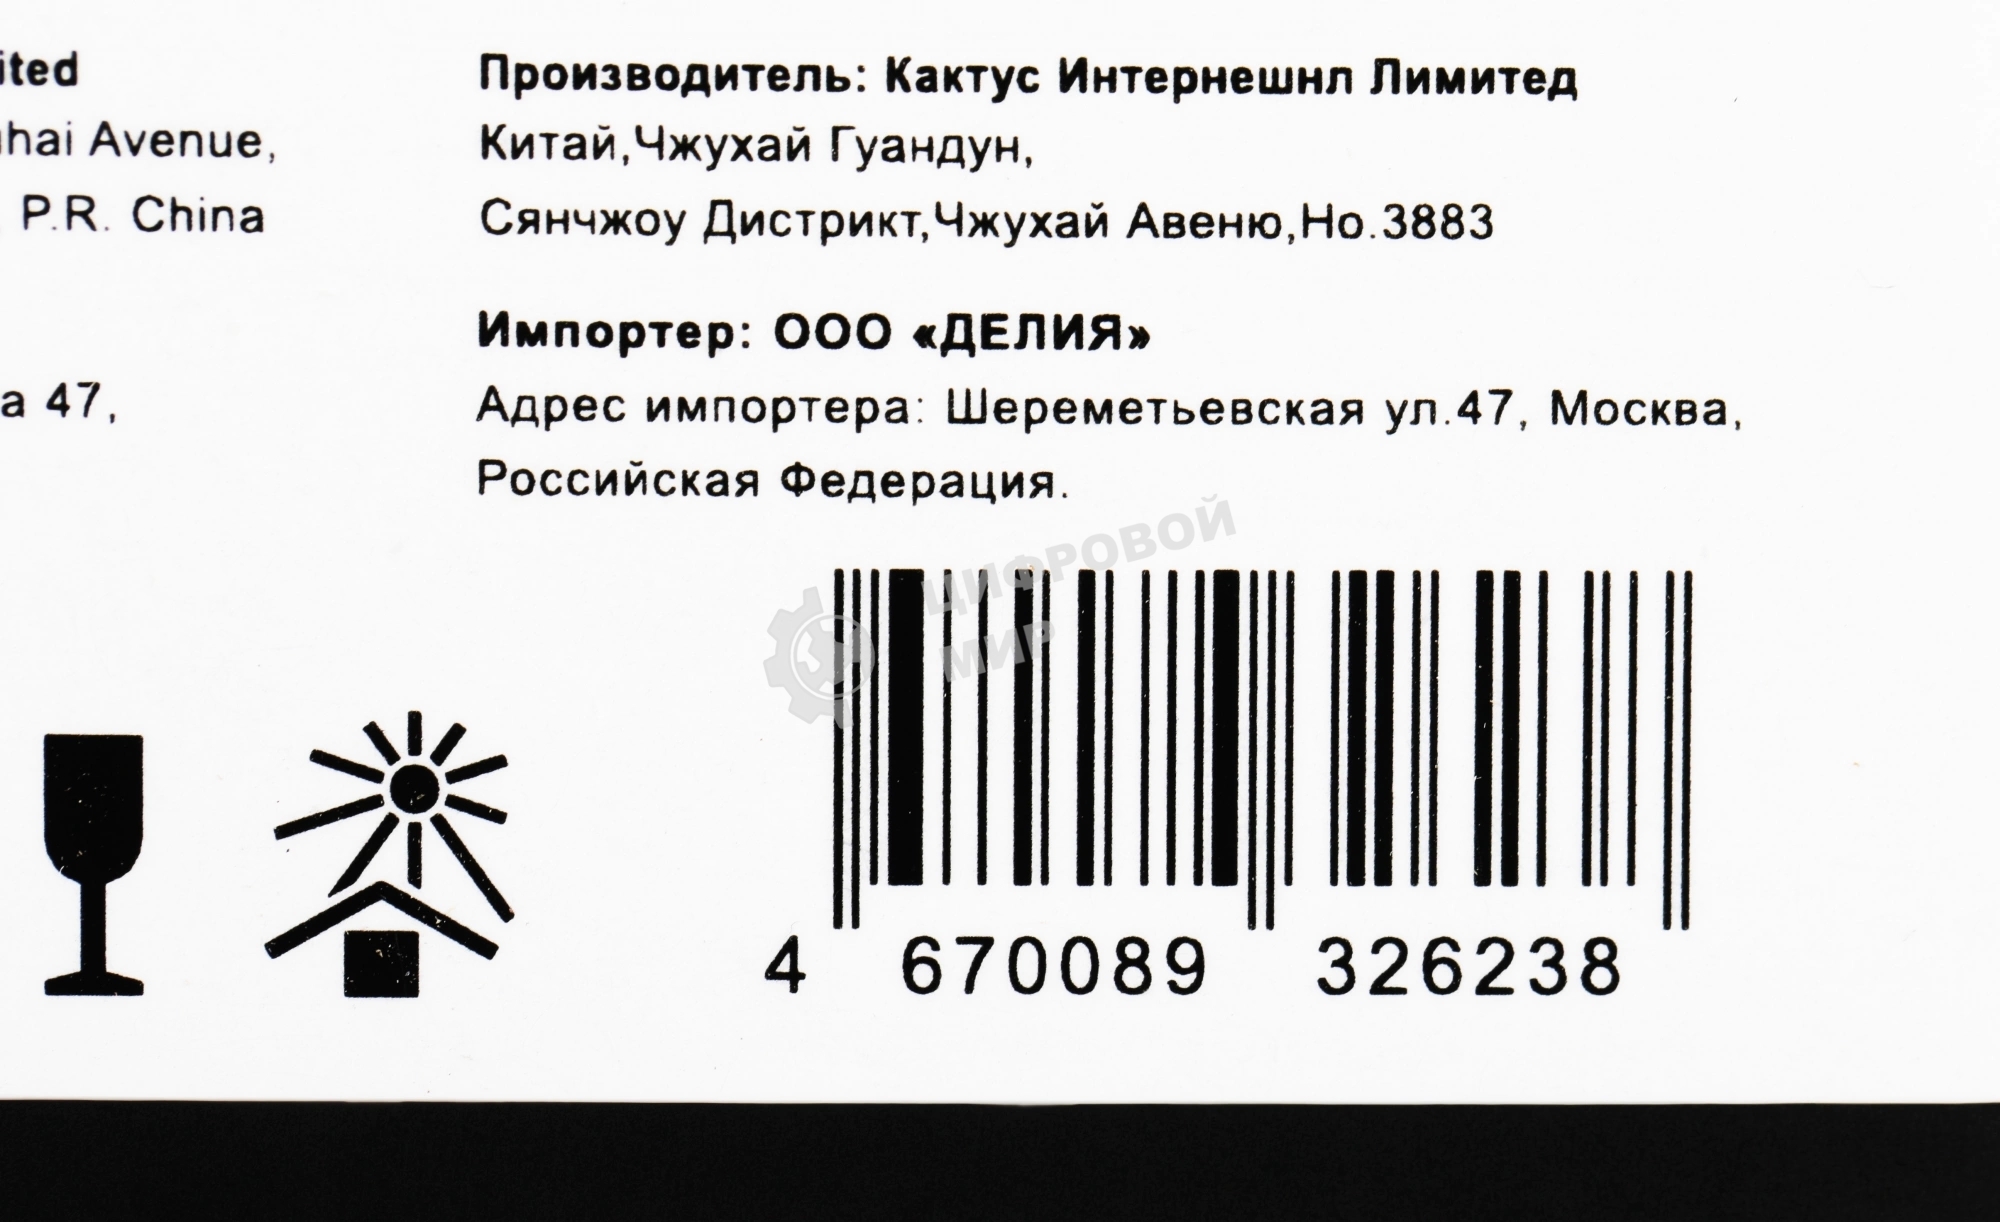 ited
hai Avenue,
P.R. China
а 47,
Производитель: Кактус Интернешнл Лимитед
Китай,Чжухай Гуандун,
Сянчжоу Дистрикт,Чжухай Авеню,Но.3883
Импортер: ООО «ДЕЛИЯ»
Адрес импортера: Шереметьевская ул.47, Москва,
Российская Федерация.
ЦИФРОВОЙ
МИР
4 670089 326238